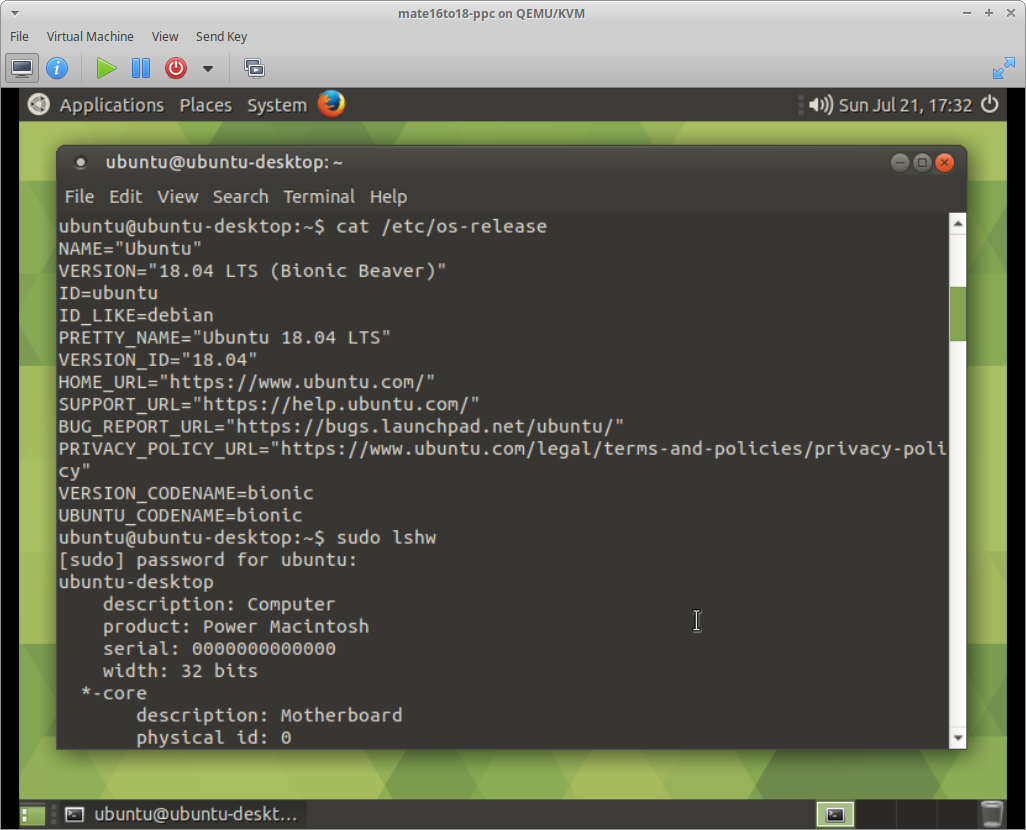 mate16to18-ppc on QEMU/KVM
File Virtual Machine View Send Key
Applications Places System Sun Jul 21, 17:32
ubuntu@ubuntu-desktop: ~
File Edit View Search Terminal Help
ubuntu@ubuntu-desktop:~$ cat /etc/os-release
NAME="Ubuntu"
VERSION="18.04 LTS (Bionic Beaver)"
ID=ubuntu
ID_LIKE=debian
PRETTY_NAME="Ubuntu 18.04 LTS"
VERSION_ID="18.04"
HOME_URL="https://www.ubuntu.com/"
SUPPORT_URL="https://help.ubuntu.com/"
BUG_REPORT_URL="https://bugs.launchpad.net/ubuntu/"
PRIVACY_POLICY_URL="https://www.ubuntu.com/legal/terms-and-policies/privacy-poli
cy"
VERSION_CODENAME=bionic
UBUNTU_CODENAME=bionic
ubuntu@ubuntu-desktop:~$ sudo lshw
[sudo] password for ubuntu:
ubuntu-desktop
description: Computer
product: Power Macintosh
serial: 0000000000000
width: 32 bits
*-core
description: Motherboard
physical id: 0
ubuntu@ubuntu-deskt...